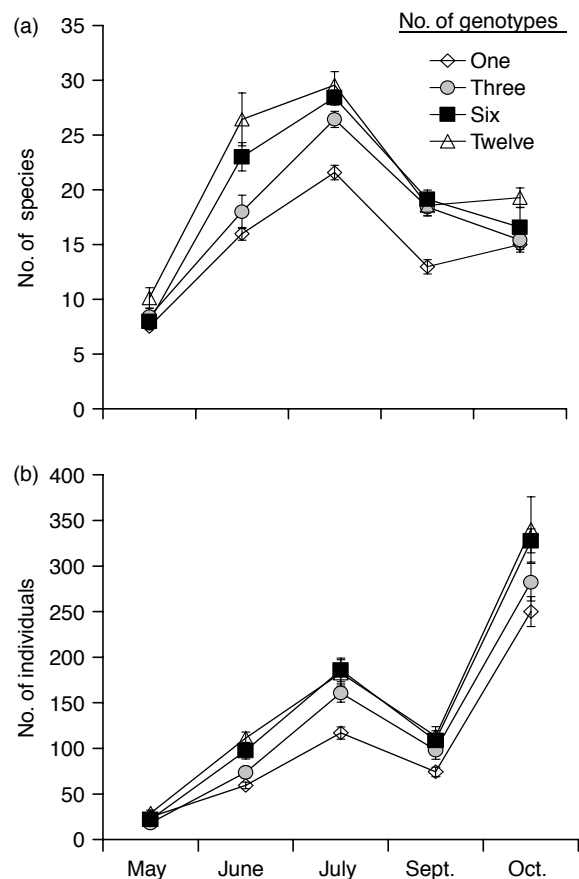 (a)
No. of genotypes
One
Three
Six
Twelve
35
30
25
20
15
10
5
0
No. of species
(b)
400
350
300
250
200
150
100
50
0
No. of individuals
May June July Sept. Oct.